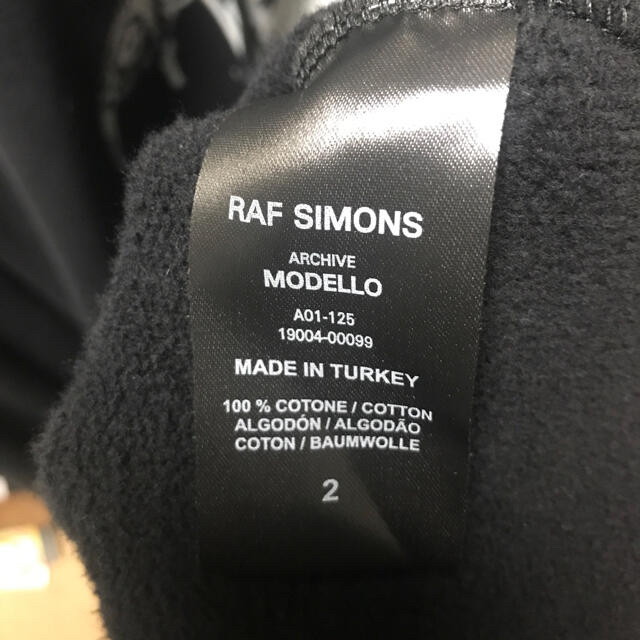 RAF SIMONS
ARCHIVE
MODELLO
A01-125
19004-00099
MADE IN TURKEY
100 % COTONE / COTTON
ALGODÓN / ALGODÃO
COTON / BAUMWOLLE
2